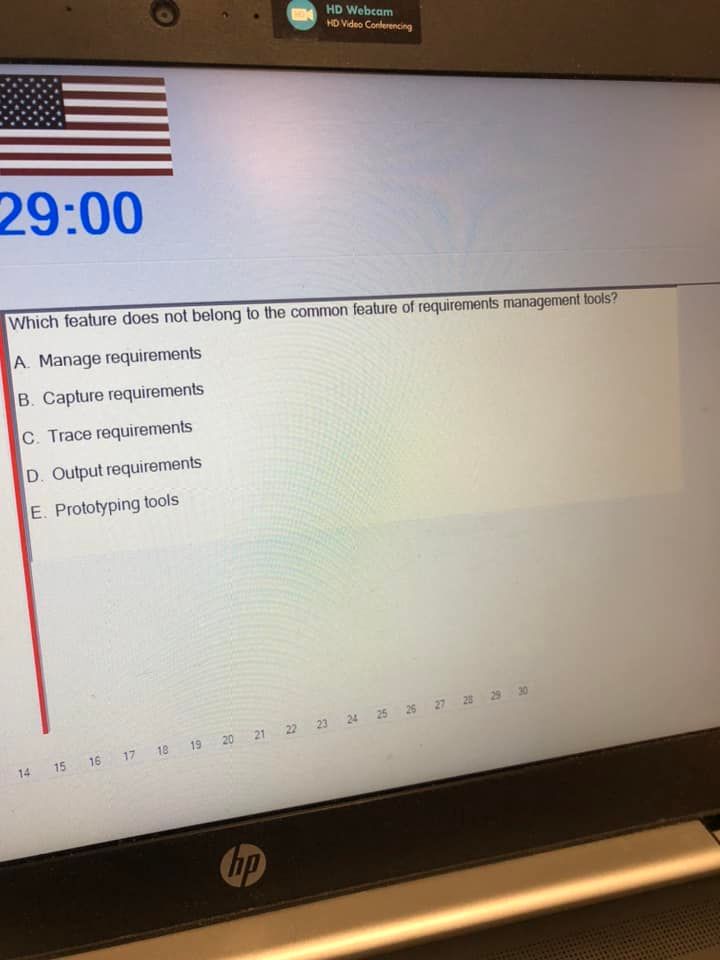 HD Webcam
HD Video Conferencing
29:00
Which feature does not belong to the common feature of requirements management tools?
A. Manage requirements
B. Capture requirements
C. Trace requirements
D. Output requirements
E. Prototyping tools
14 15 16 17 18 19 20 21 22 23 24 25 26 27 28 29 30
hp